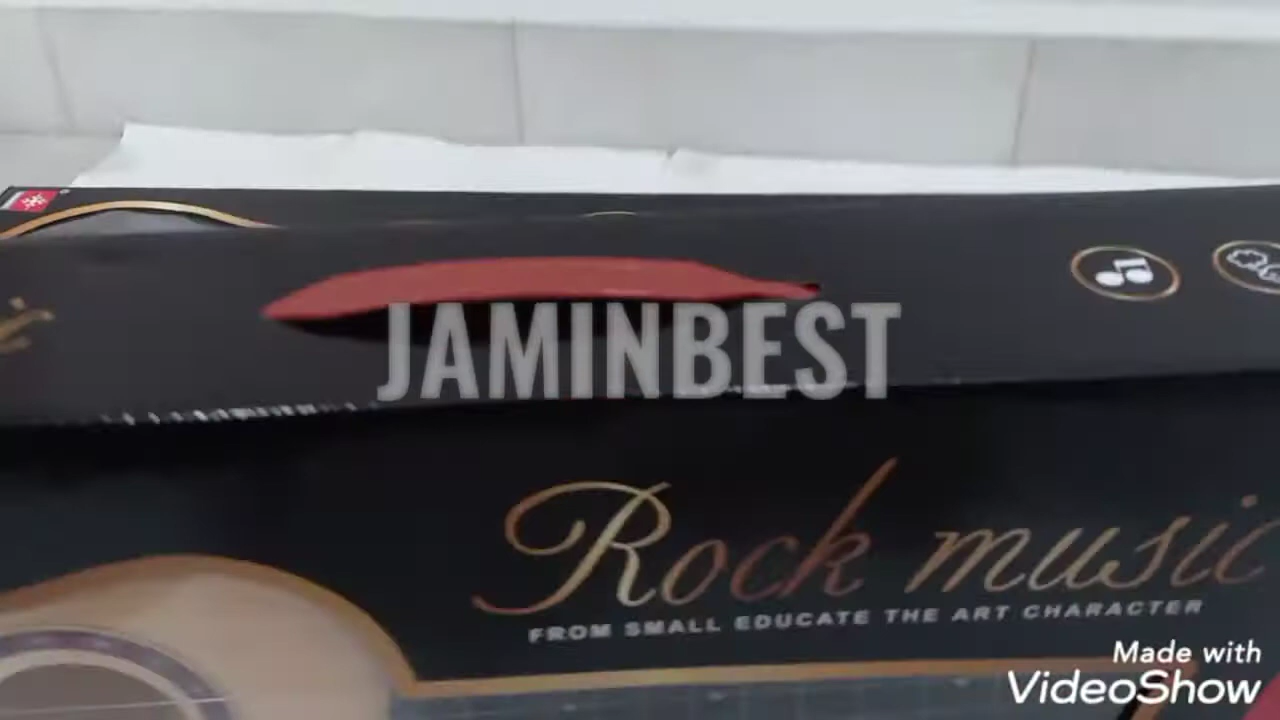 JAMINBEST
Rock music
FROM SMALL EDUCATE THE ART CHARACTER
Made with
VideoShow